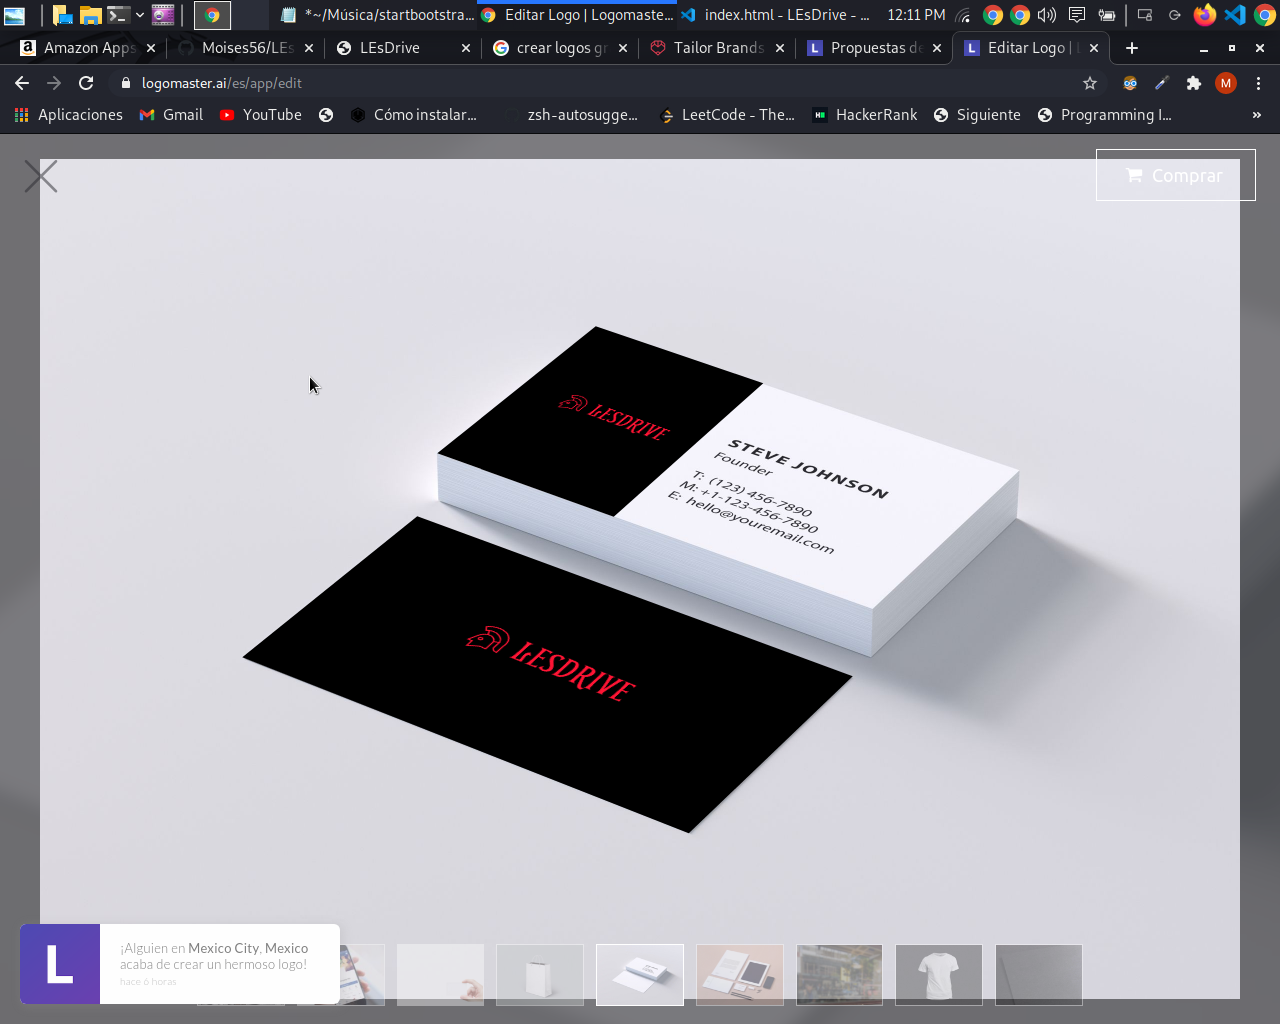 *~/Música/startbootstra...
Editar Logo | Logomaste...
index.html - LEsDrive - ...
12:11 PM
Amazon Apps
Moises56/LEs
LEsDrive
crear logos gr
Tailor Brands
Propuestas de
Editar Logo |
logomaster.ai/es/app/edit
M
Aplicaciones
Gmail
YouTube
Cómo instalar...
zsh-autosugge...
LeetCode - The...
HackerRank
Siguiente
Programming I...
»
Comprar
LESDRIVE
STEVE JOHNSON
Founder
T: (123) 456-7890
M: +1-123-456-7890
E: hello@youremail.com
LESDRIVE
L
¡Alguien en Mexico City, Mexico
acaba de crear un hermoso logo!
hace 6 horas